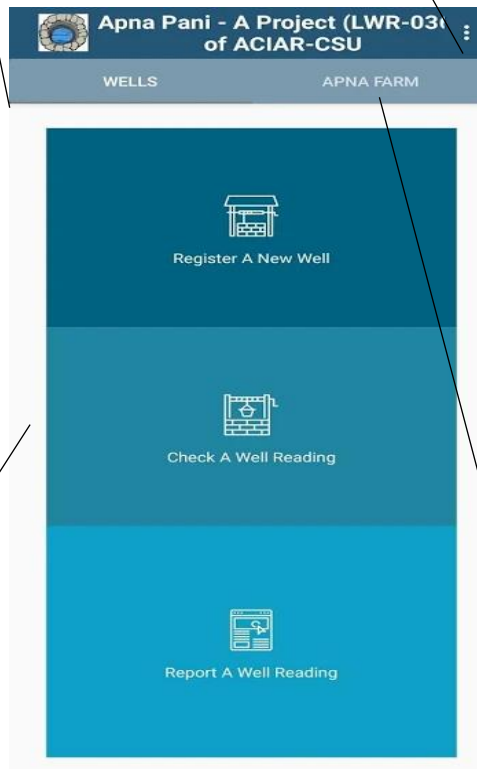 Apna Pani - A Project (LWR-03
of ACIAR-CSU
WELLS
APNA FARM
Register A New Well
Check A Well Reading
Report A Well Reading